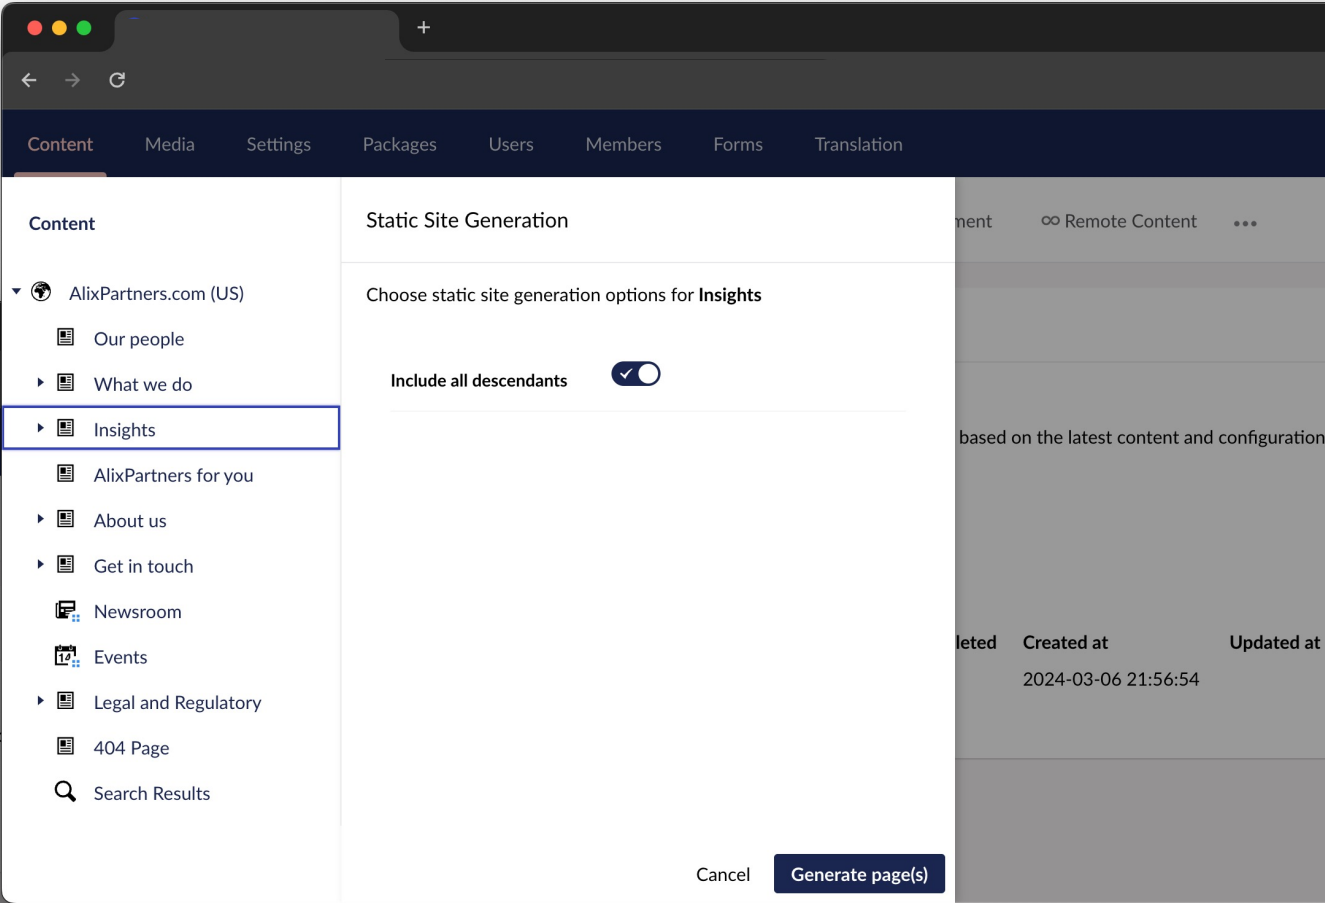 Content Media Settings Packages Users Members Forms Translation
Content
AlixPartners.com (US)
Our people
What we do
Insights
AlixPartners for you
About us
Get in touch
Newsroom
Events
Legal and Regulatory
404 Page
Search Results
Static Site Generation
Choose static site generation options for Insights
Include all descendants
Cancel Generate page(s)
ment Remote Content
based on the latest content and configuration
leted Created at Updated at
2024-03-06 21:56:54